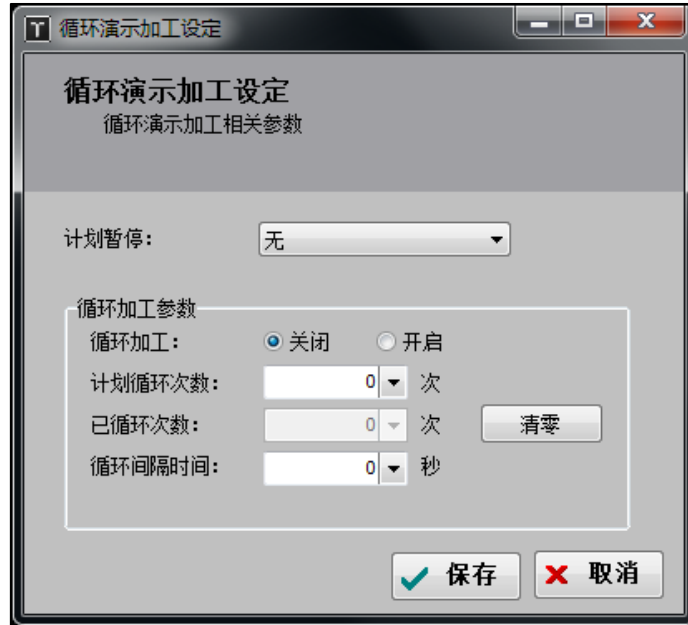 循环演示加工设定
循环演示加工设定
循环演示加工相关参数
计划暂停: 无
循环加工参数
循环加工: 关闭 开启
计划循环次数: 0 次
已循环次数: 0 次 清零
循环间隔时间: 0 秒
保存 取消